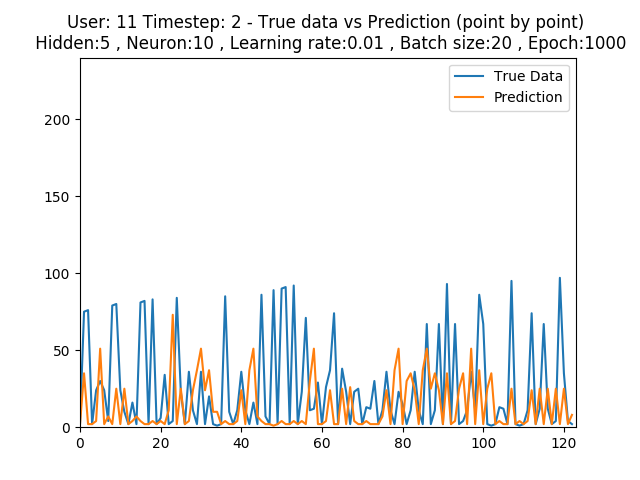 User: 11 Timestep: 2 - True data vs Prediction (point by point)
Hidden:5 , Neuron:10 , Learning rate:0.01 , Batch size:20 , Epoch:1000
True Data
Prediction
200
150
100
50
0
0 20 40 60 80 100 120